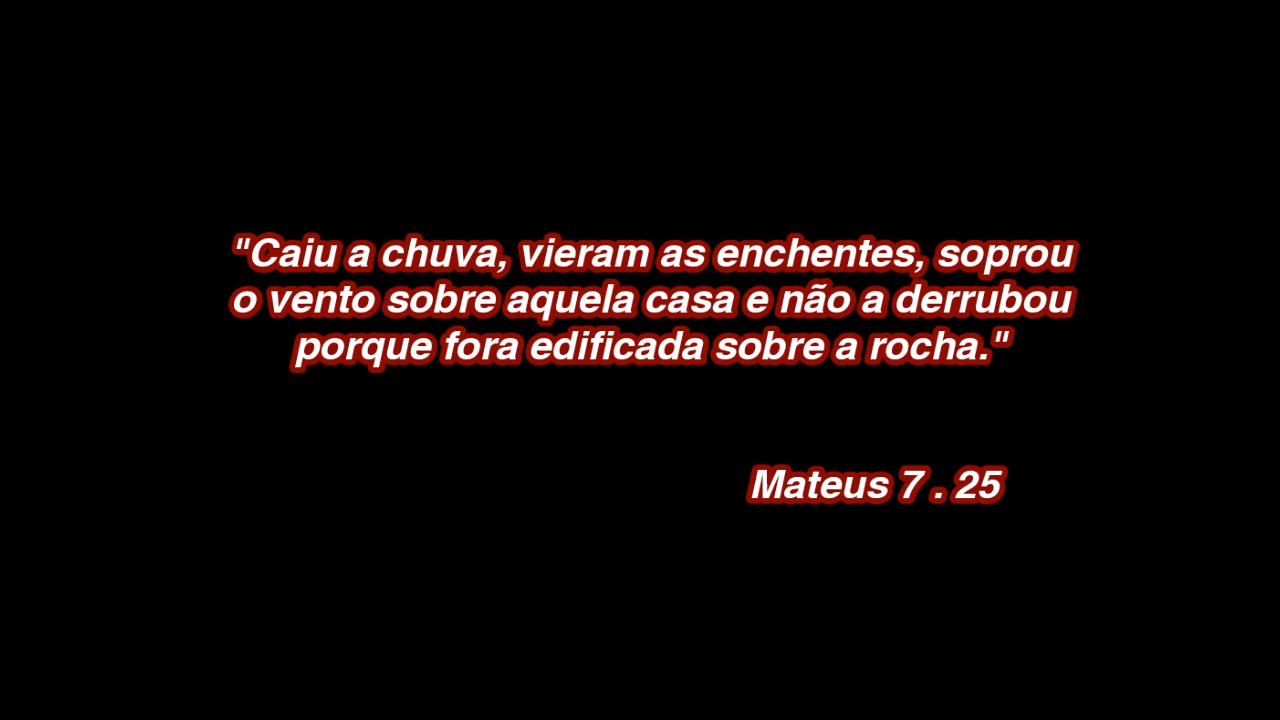 "Caiu a chuva, vieram as enchentes, soprou
o vento sobre aquela casa e não a derrubou
porque fora edificada sobre a rocha."
Mateus 7 . 25